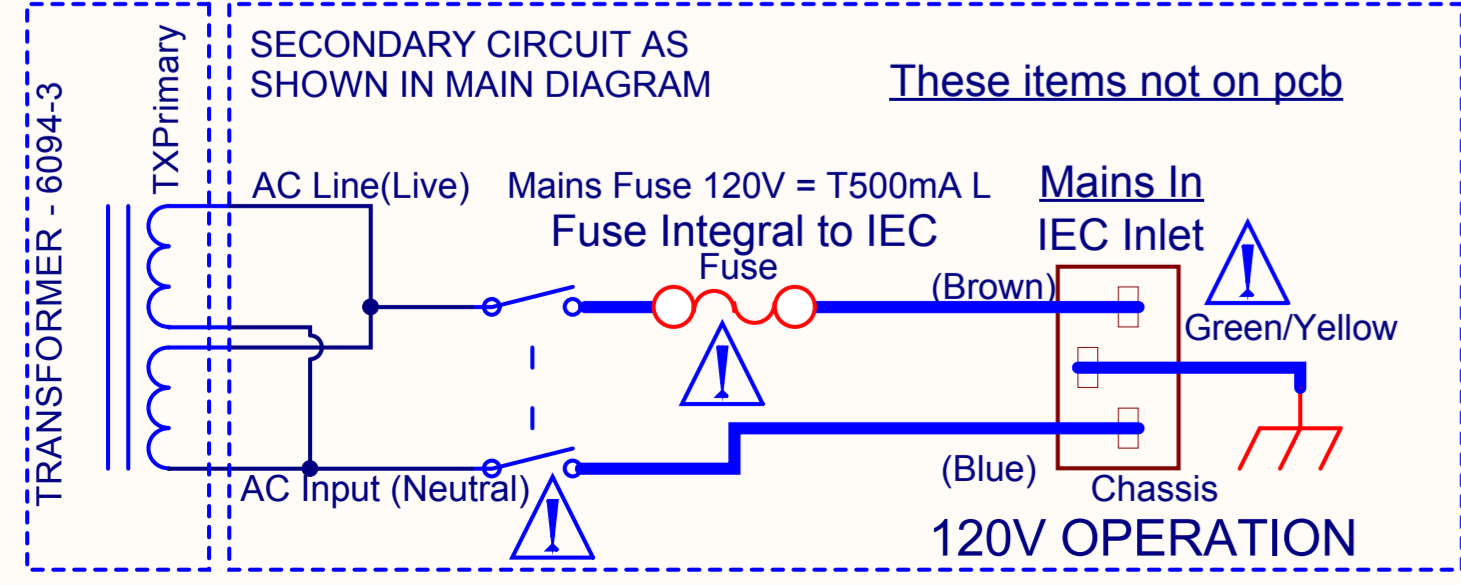 TRANSFORMER - 6094-3
TXPrimary
SECONDARY CIRCUIT AS
SHOWN IN MAIN DIAGRAM
These items not on pcb
AC Line(Live)
Mains Fuse 120V = T500mA L
Fuse Integral to IEC
Fuse
Mains In
IEC Inlet
(Brown)
Green/Yellow
AC Input (Neutral)
(Blue)
Chassis
120V OPERATION